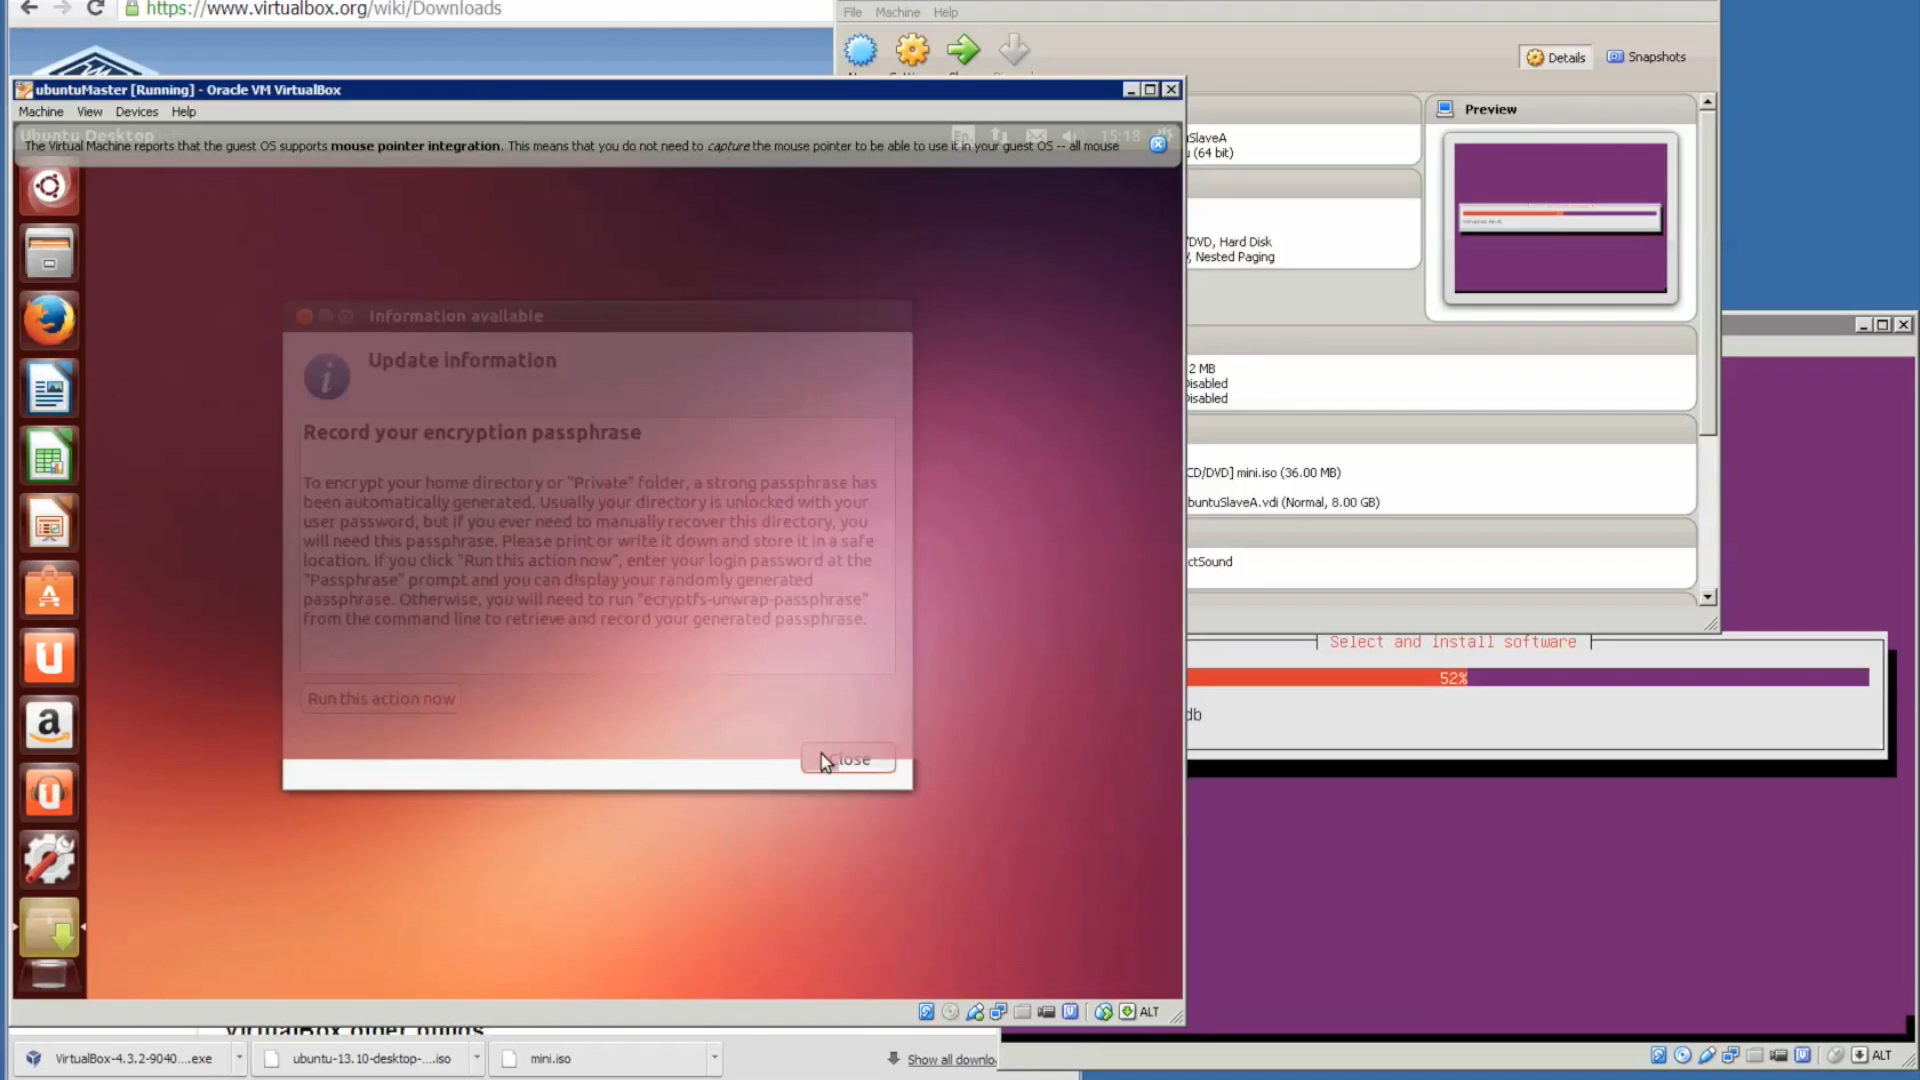 https://www.virtualbox.org/wiki/Downloads
File Machine Help
Details
Snapshots
ubuntuMaster [Running] - Oracle VM VirtualBox
Machine View Devices Help
Ubuntu Desktop
15:18
The Virtual Machine reports that the guest OS supports mouse pointer integration. This means that you do not need to capture the mouse pointer to be able to use it in your guest OS -- all mouse
Information available
Update information
Record your encryption passphrase
To encrypt your home directory or "Private" folder, a strong passphrase has
been automatically generated. Usually your directory is unlocked with your
user password, but if you ever need to manually recover this directory, you
will need this passphrase. Please print or write it down and store it in a safe
location. If you click "Run this action now", enter your login password at the
"Passphrase" prompt and you can display your randomly generated
passphrase. Otherwise, you will need to run "ecryptfs-unwrap-passphrase"
from the command line to retrieve and record your generated passphrase.
Run this action now
Close
Preview
SlaveA
(64 bit)
/DVD, Hard Disk
, Nested Paging
2 MB
Disabled
Disabled
CD/DVD] mini.iso (36.00 MB)
buntuSlaveA.vdi (Normal, 8.00 GB)
ctSound
Select and install software
52%
db
ALT
VirtualBox older builds
VirtualBox-4.3.2-9040....exe
ubuntu-13.10-desktop-....iso
mini.iso
Show all downlo
ALT